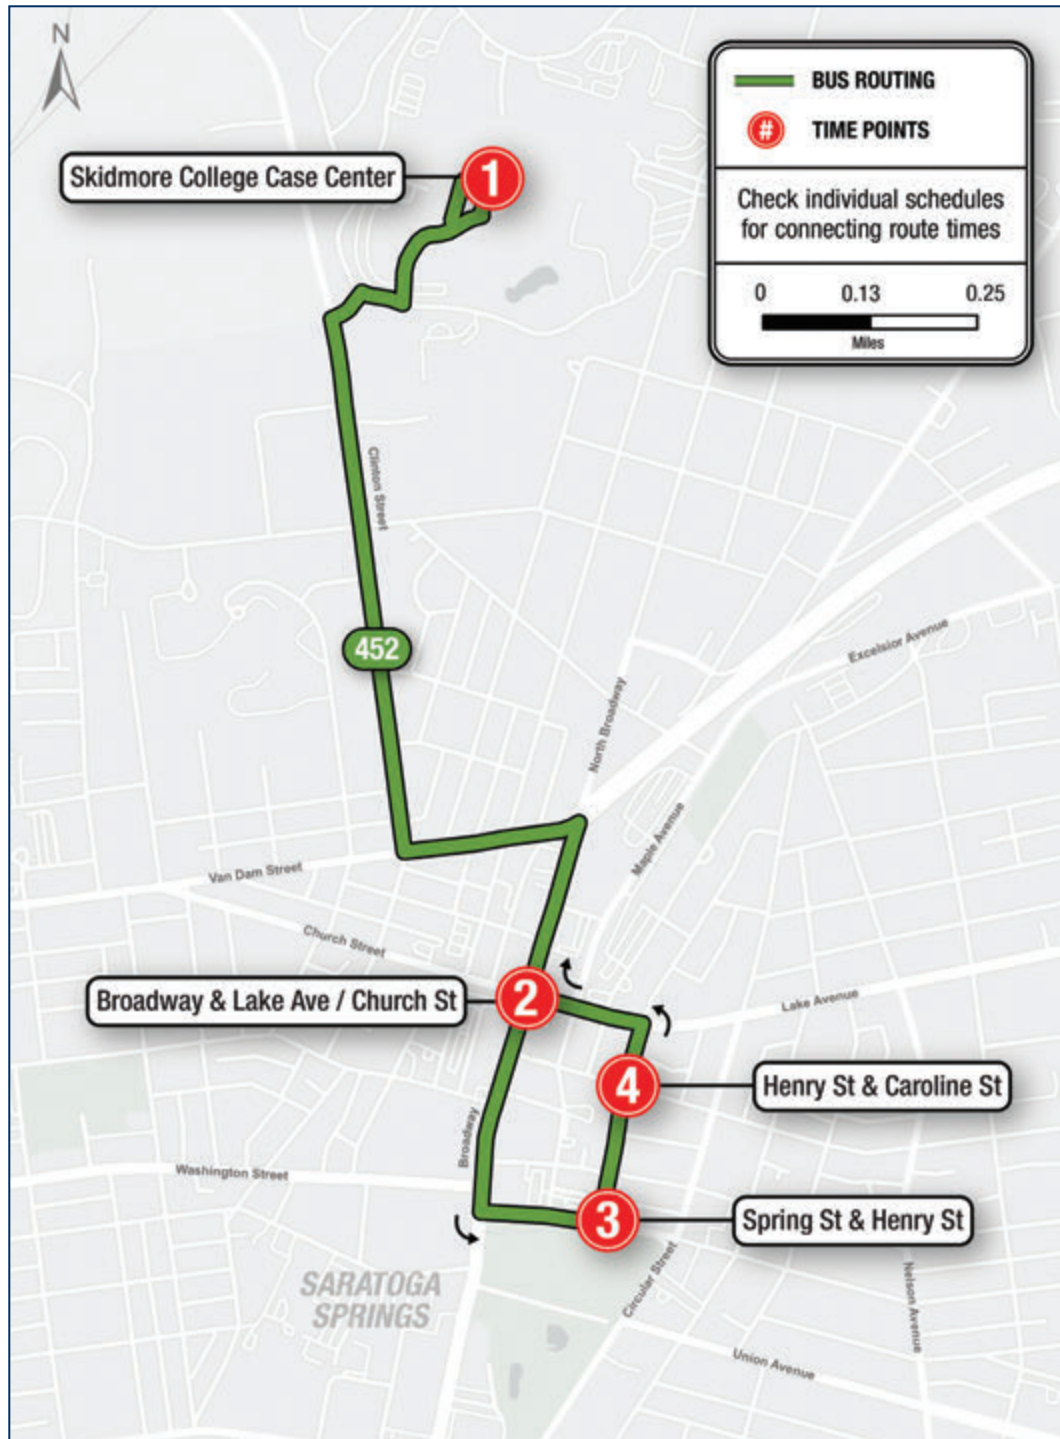 N
BUS ROUTING
#
TIME POINTS
Check individual schedules
for connecting route times
0 0.13 0.25
Miles
Skidmore College Case Center
1
Clinton Street
452
Excelsior Avenue
North Broadway
Maple Avenue
Van Dam Street
Church Street
Broadway & Lake Ave / Church St
2
Lake Avenue
4
Henry St & Caroline St
Broadway
Washington Street
3
Spring St & Henry St
SARATOGA
SPRINGS
Circular Street
Nelson Avenue
Union Avenue